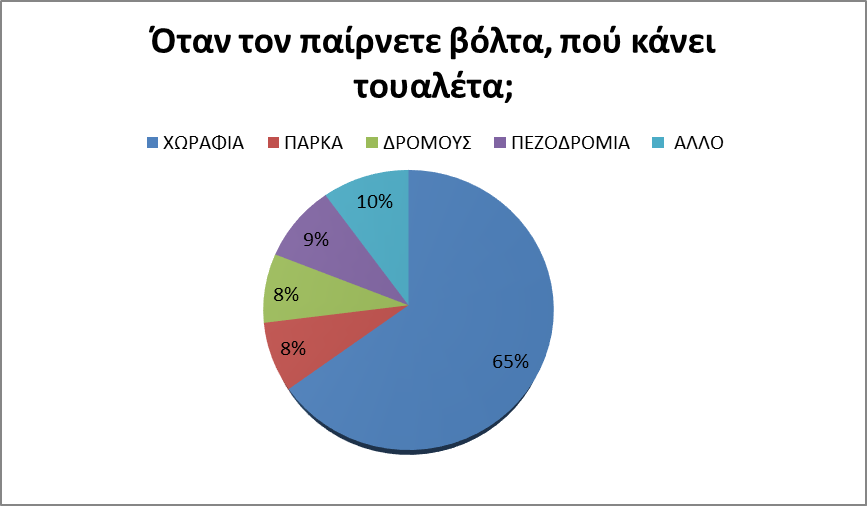 Όταν τον παίρνετε βόλτα, πού κάνει
τουαλέτα;
ΧΩΡΑΦΙΑ ΠΑΡΚΑ ΔΡΟΜΟΥΣ ΠΕΖΟΔΡΟΜΙΑ ΑΛΛΟ
10%
9%
8%
8%
65%